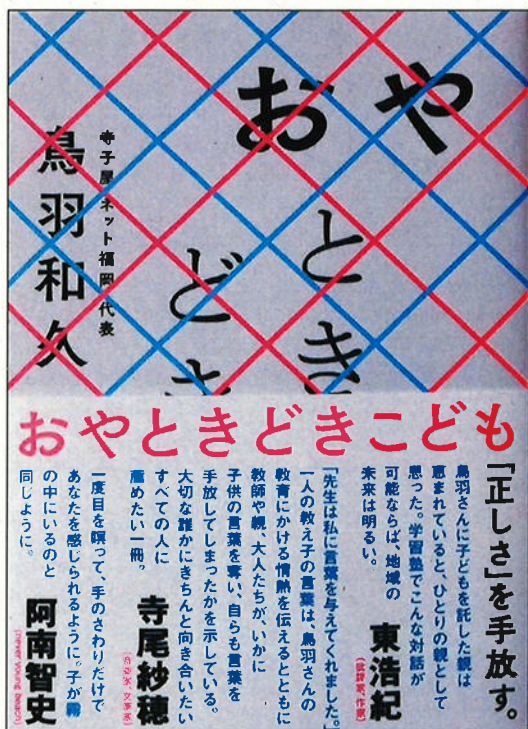 おや
とき
どき
寺子屋ネット福岡代表
鳥羽和久
おやときどきこども
「正しさ」を手放す。
鳥羽さんに子どもを託した親は
恵まれていると、ひとりの親として
思った。学習塾でこんな対話が
可能ならば、地域の
未来は明るい。
東浩紀
(批評家、作家)
「先生は私に言葉を与えてくれました。」
一人の教え子の言葉は、鳥羽さんの
教育にかける情熱を伝えるとともに
教師や親、大人たちが、いかに
子供の言葉を奪い、自らも言葉を
手放してしまったかを示している。
大切な誰かにきちんと向き合いたい
すべての人に
薦めたい一冊。
寺尾紗穂
(音楽家、文筆家)
一度目を瞑って、手のさわりだけで
あなたを感じられるように。子が霧
の中にいるのと
同じように。
阿南智史
(never young beach)